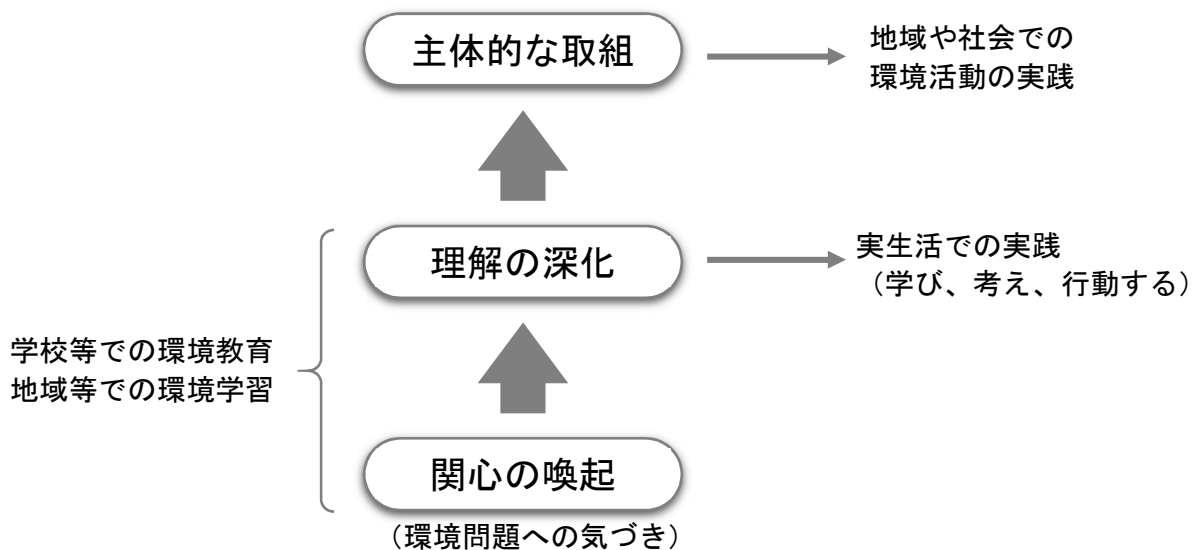 主体的な取組
地域や社会での
環境活動の実践
理解の深化
実生活での実践
（学び、考え、行動する）
学校等での環境教育
地域等での環境学習
関心の喚起
（環境問題への気づき）